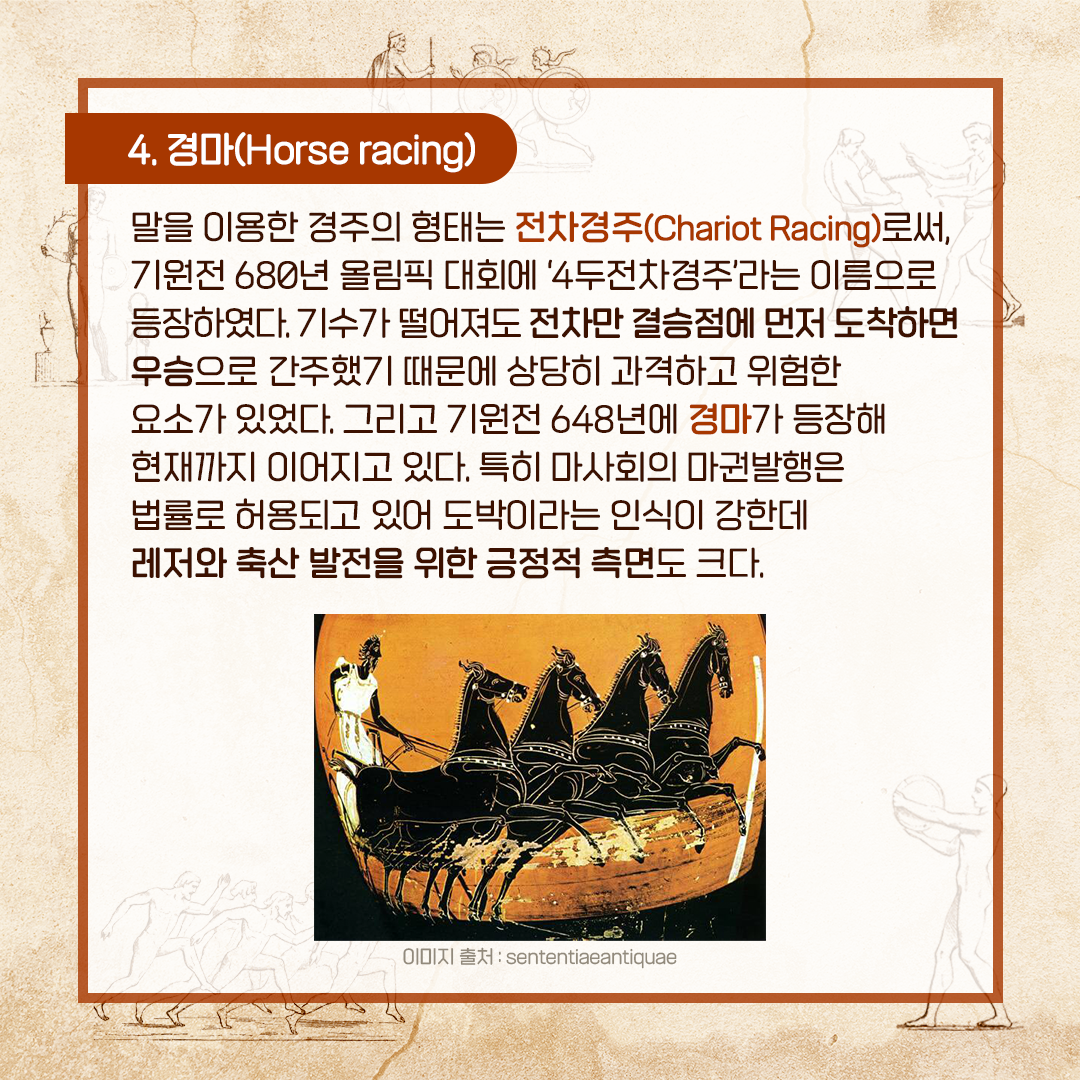 4. 경마(Horse racing)
말을 이용한 경주의 형태는 전차경주(Chariot Racing)로써,
기원전 680년 올림픽 대회에 ‘4두전차경주’라는 이름으로
등장하였다. 기수가 떨어져도 전차만 결승점에 먼저 도착하면
우승으로 간주했기 때문에 상당히 과격하고 위험한
요소가 있었다. 그리고 기원전 648년에 경마가 등장해
현재까지 이어지고 있다. 특히 마사회의 마권발행은
법률로 허용되고 있어 도박이라는 인식이 강한데
레저와 축산 발전을 위한 긍정적 측면도 크다.
이미지 출처 : sententiaeantiquae